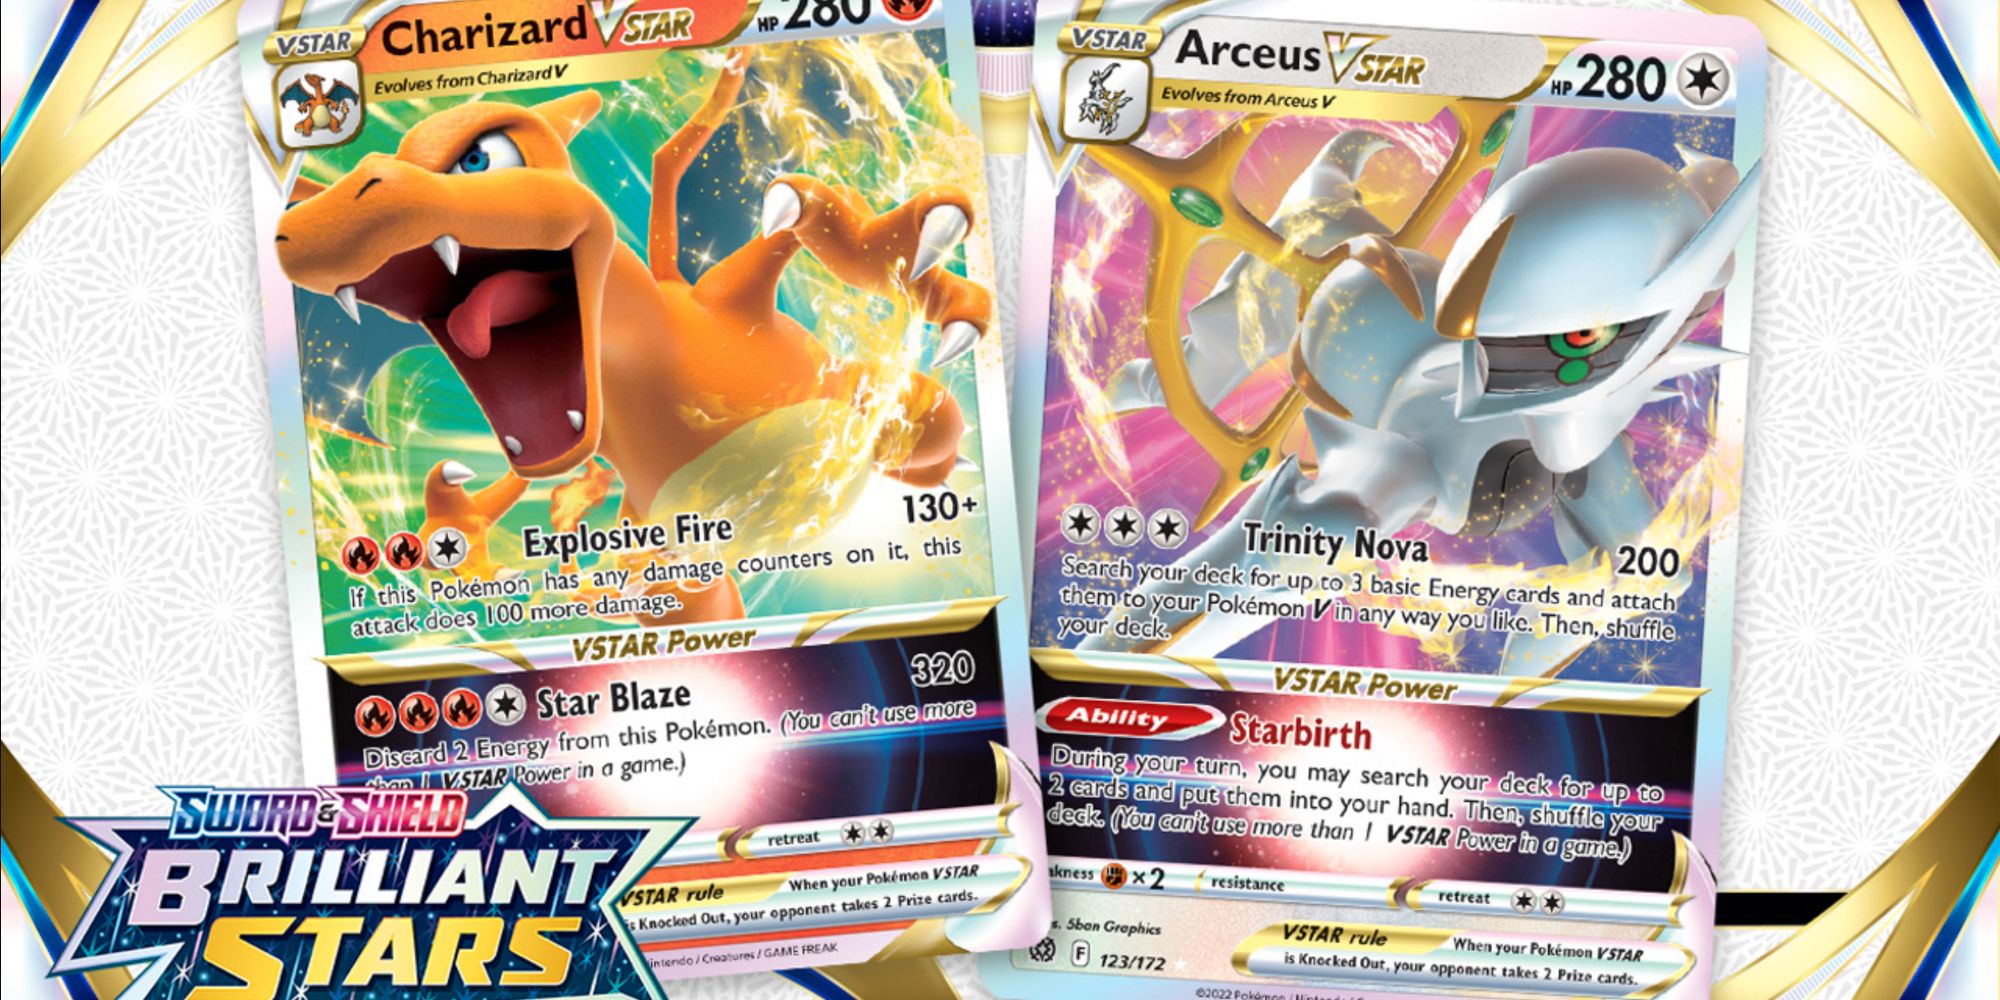 VSTAR
Charizard VSTAR
HP 280
Evolves from Charizard V
Explosive Fire
130+
If this Pokémon has any damage counters on it, this
attack does 100 more damage.
VSTAR Power
Star Blaze
320
Discard 2 Energy from this Pokémon. (You can't use more
than 1 VSTAR Power in a game.)
retreat
VSTAR rule
When your Pokémon VSTAR
is Knocked Out, your opponent takes 2 Prize cards.
/ Creatures / GAME FREAK
SWORD & SHIELD
BRILLIANT
STARS
VSTAR
Arceus VSTAR
HP 280
Evolves from Arceus V
Trinity Nova
200
Search your deck for up to 3 basic Energy cards and attach
them to your Pokémon V in any way you like. Then, shuffle
your deck.
VSTAR Power
Ability
Starbirth
During your turn, you may search your deck for up to
2 cards and put them into your hand. Then, shuffle your
deck. (You can't use more than 1 VSTAR Power in a game.)
×2
resistance
retreat
5ban Graphics
F
123/172
VSTAR rule
When your Pokémon VSTAR
is Knocked Out, your opponent takes 2 Prize cards.
©2022 Pokémon